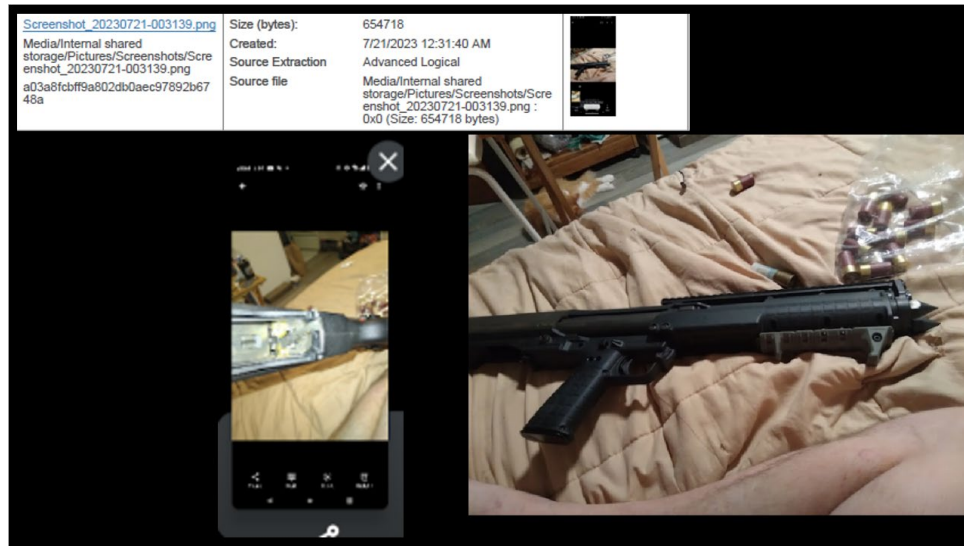 Screenshot_20230721-003139.png
Media/Internal shared
storage/Pictures/Screenshots/Scre
enshot_20230721-003139.png
a03a8fcbff9a802db0aec97892b67
48a
Size (bytes): 654718
Created: 7/21/2023 12:31:40 AM
Source Extraction Advanced Logical
Source file Media/Internal shared
storage/Pictures/Screenshots/Scre
enshot_20230721-003139.png :
0x0 (Size: 654718 bytes)